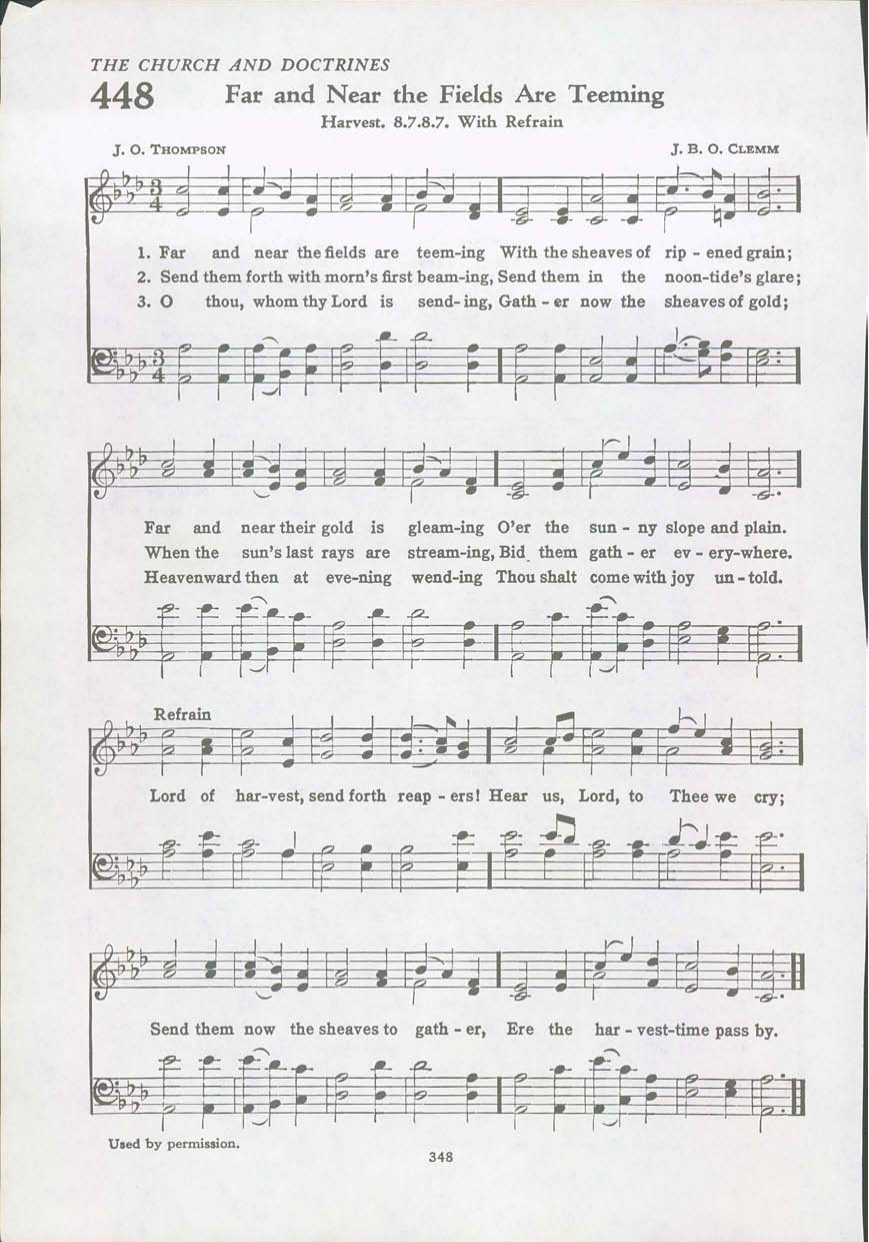 THE CHURCH AND DOCTRINES
448 Far and Near the Fields Are Teeming
Harvest. 8.7.8.7. With Refrain
J. O. THOMPSON J. B. O. CLEMM
1. Far and near the fields are teem-ing With the sheaves of rip - ened grain;
2. Send them forth with morn's first beam-ing, Send them in the noon-tide's glare;
3. O thou, whom thy Lord is send-ing, Gath - er now the sheaves of gold;
Far and near their gold is gleam-ing O'er the sun - ny slope and plain.
When the sun's last rays are stream-ing, Bid them gath - er ev - ery-where.
Heavenward then at eve-ning wend-ing Thou shalt come with joy un - told.
Refrain
Lord of har-vest, send forth reap - ers! Hear us, Lord, to Thee we cry;
Send them now the sheaves to gath - er, Ere the har - vest-time pass by.
Used by permission.
348